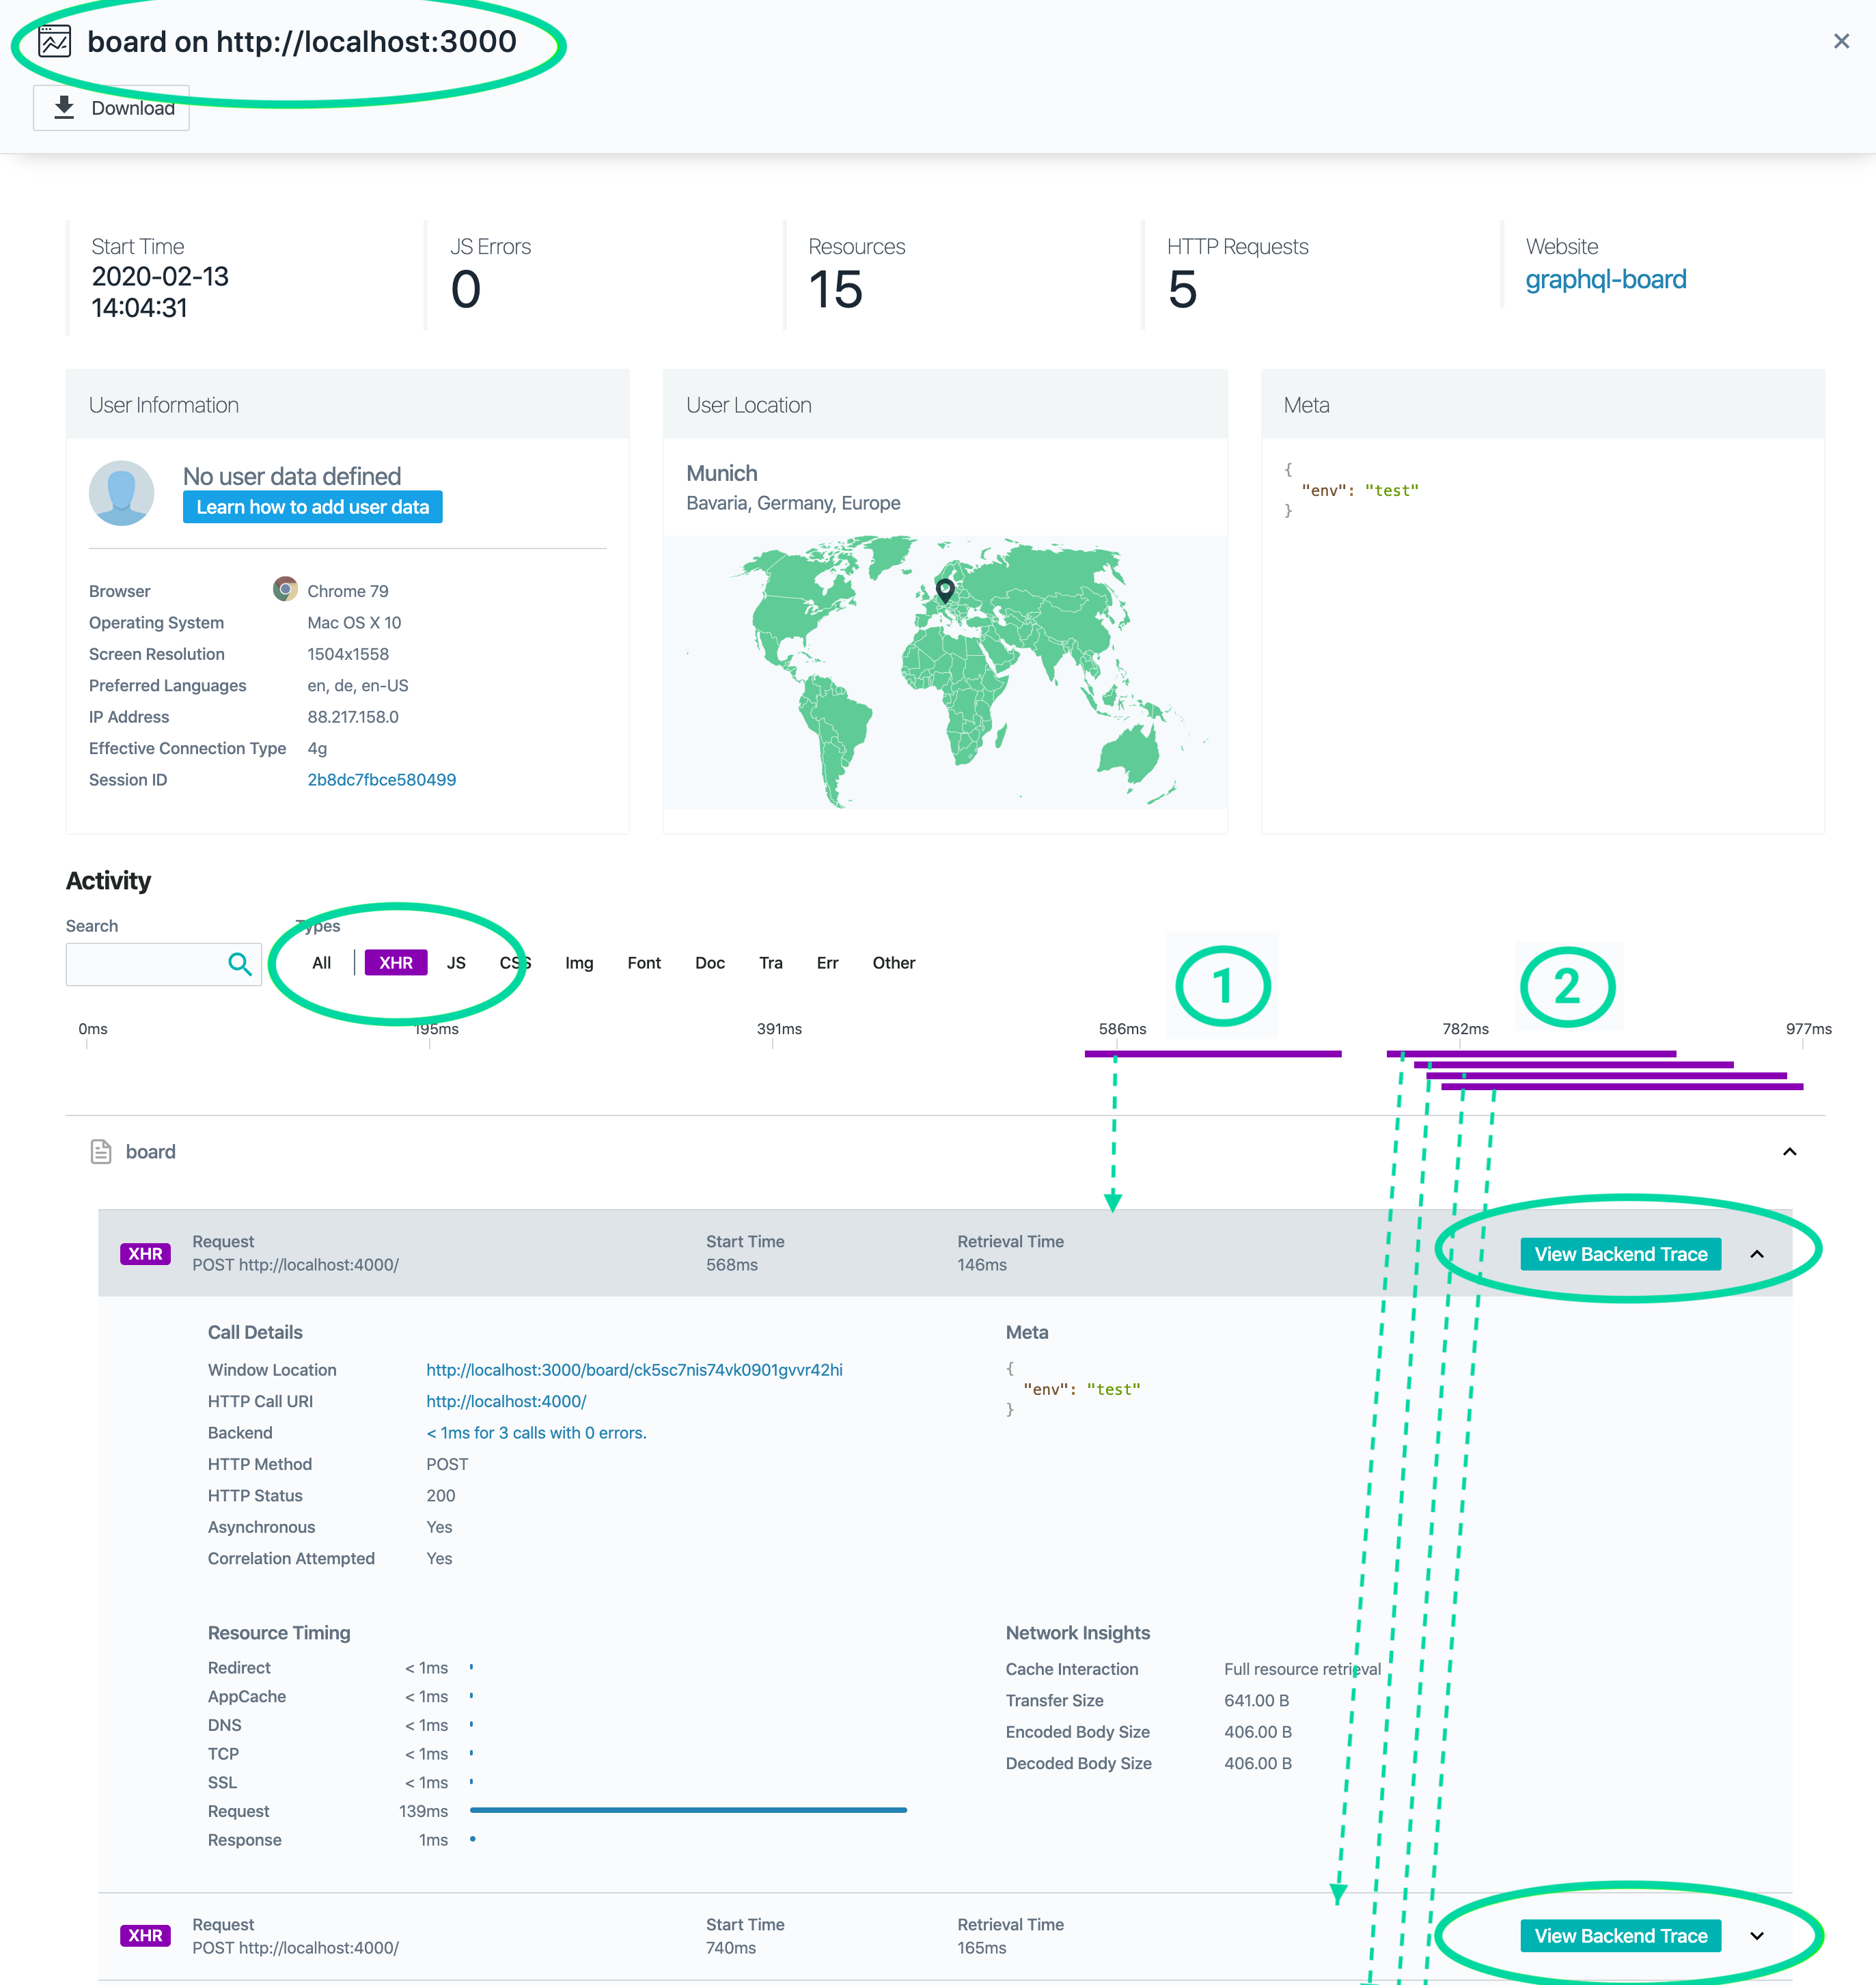 board on http://localhost:3000
Download
Start Time
2020-02-13
14:04:31
JS Errors
0
Resources
15
HTTP Requests
5
Website
graphql-board
User Information
No user data defined
Learn how to add user data
Browser Chrome 79
Operating System Mac OS X 10
Screen Resolution 1504x1558
Preferred Languages en, de, en-US
IP Address 88.217.158.0
Effective Connection Type 4g
Session ID 2b8dc7fbce580499
User Location
Munich
Bavaria, Germany, Europe
Meta
{
"env": "test"
}
Activity
Search
Types
All XHR JS CSS Img Font Doc Tra Err Other
1
2
0ms 195ms 391ms 586ms 782ms 977ms
board
XHR
Request
POST http://localhost:4000/
Start Time
568ms
Retrieval Time
146ms
View Backend Trace
Call Details
Window Location http://localhost:3000/board/ck5sc7nis74vk0901gvvr42hi
HTTP Call URI http://localhost:4000/
Backend < 1ms for 3 calls with 0 errors.
HTTP Method POST
HTTP Status 200
Asynchronous Yes
Correlation Attempted Yes
Meta
{
"env": "test"
}
Resource Timing
Redirect < 1ms
AppCache < 1ms
DNS < 1ms
TCP < 1ms
SSL < 1ms
Request 139ms
Response 1ms
Network Insights
Cache Interaction Full resource retrieval
Transfer Size 641.00 B
Encoded Body Size 406.00 B
Decoded Body Size 406.00 B
XHR
Request
POST http://localhost:4000/
Start Time
740ms
Retrieval Time
165ms
View Backend Trace